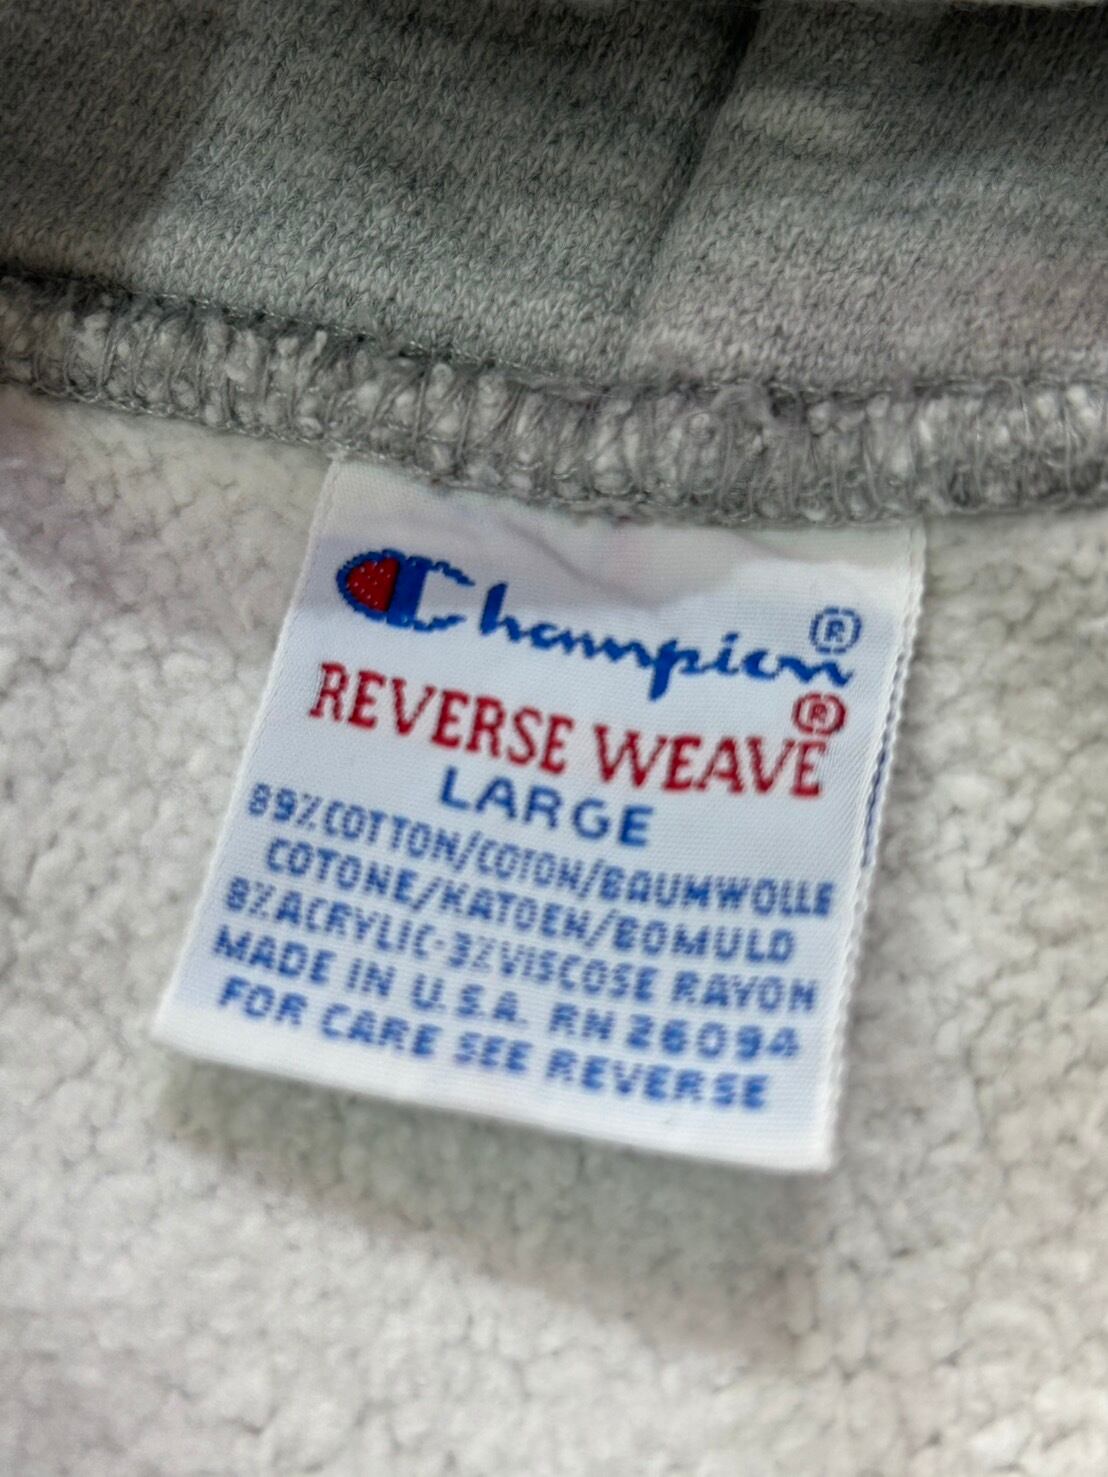 Champion®
REVERSE WEAVE®
LARGE
89%COTTON/COTON/BAUMWOLLE
COTONE/KATOEN/BOMULD
8%ACRYLIC-3%VISCOSE RAYON
MADE IN U.S.A. RN 26094
FOR CARE SEE REVERSE